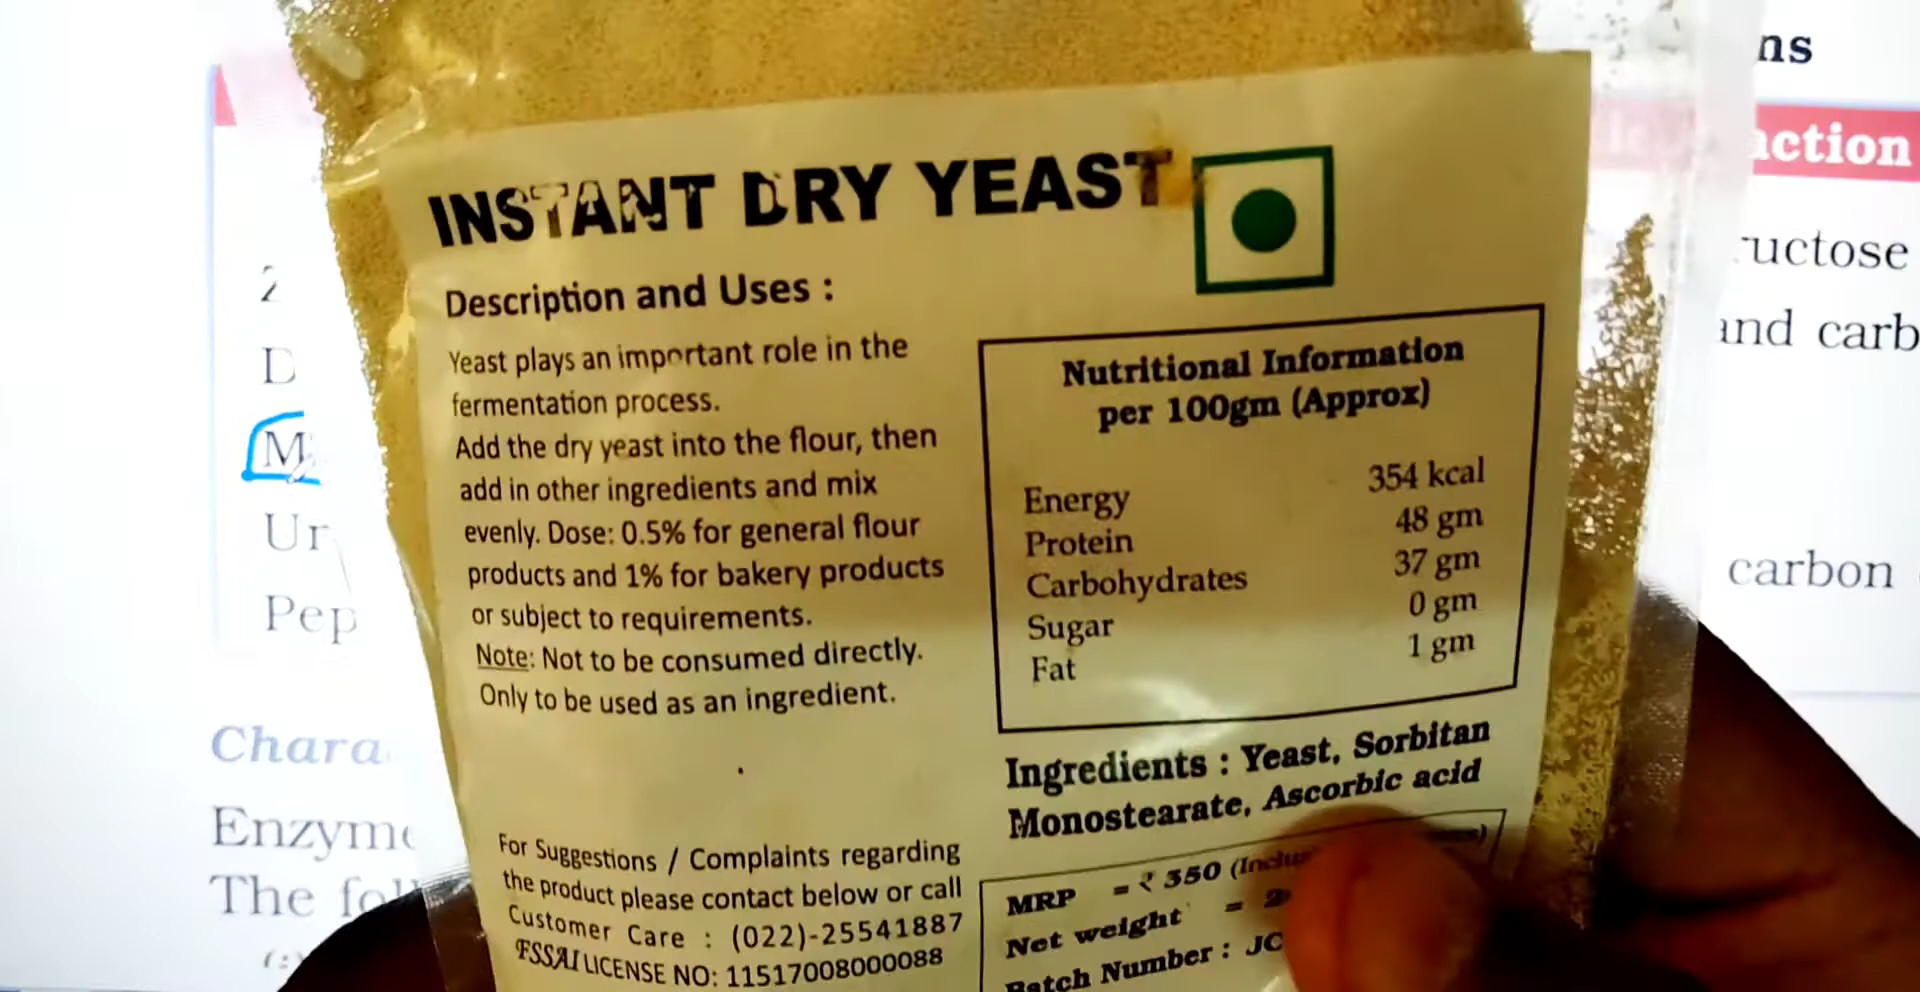 INSTANT DRY YEAST
Description and Uses :
Yeast plays an important role in the
fermentation process.
Add the dry yeast into the flour, then
add in other ingredients and mix
evenly. Dose: 0.5% for general flour
products and 1% for bakery products
or subject to requirements.
Note: Not to be consumed directly.
Only to be used as an ingredient.
For Suggestions / Complaints regarding
the product please contact below or call
Customer Care : (022)-25541887
FSSAI LICENSE NO: 11517008000088
Nutritional Information
per 100gm (Approx)
Energy 354 kcal
Protein 48 gm
Carbohydrates 37 gm
Sugar 0 gm
Fat 1 gm
Ingredients : Yeast, Sorbitan
Monostearate, Ascorbic acid
MRP = ₹ 350
Net weight =
Batch Number : JC
ns
ction
ructose
and carb
carbon
M
Ur
Pep
Chara
Enzym
The fol